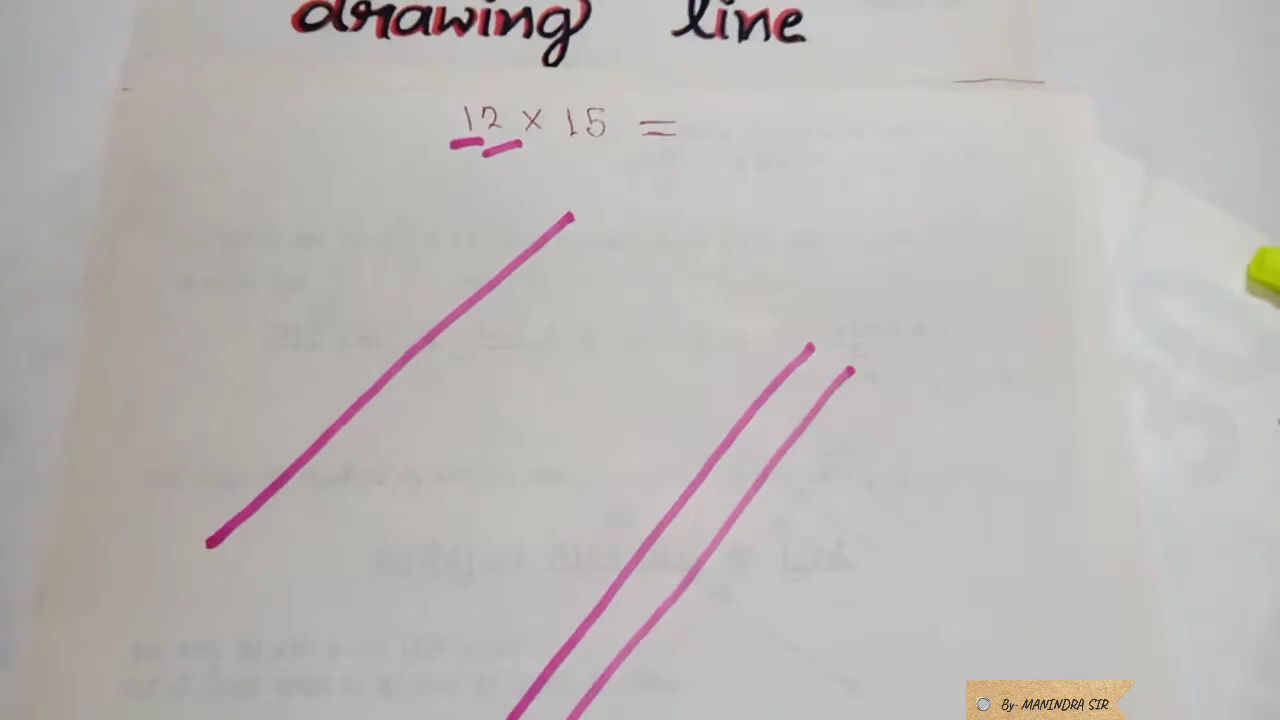 drawing line
12 × 15 =
By- MANINDRA SIR